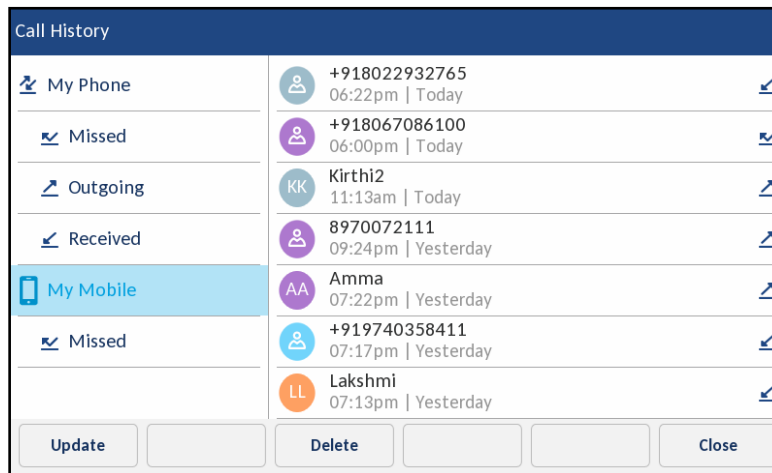 Call History
My Phone
Missed
Outgoing
Received
My Mobile
Missed
+918022932765
06:22pm | Today
+918067086100
06:00pm | Today
KK
Kirthi2
11:13am | Today
8970072111
09:24pm | Yesterday
AA
Amma
07:22pm | Yesterday
+919740358411
07:17pm | Yesterday
LL
Lakshmi
07:13pm | Yesterday
Update
Delete
Close